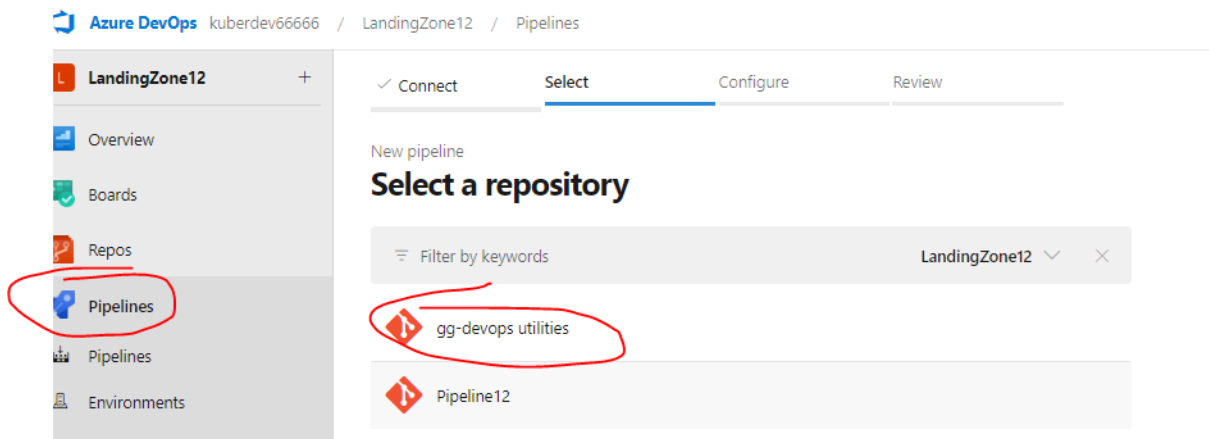 Azure DevOps kuberdev66666 / LandingZone12 / Pipelines
L LandingZone12 +
Overview
Boards
Repos
Pipelines
Pipelines
Environments
Connect Select Configure Review
New pipeline
Select a repository
Filter by keywords LandingZone12
gg-devops utilities
Pipeline12